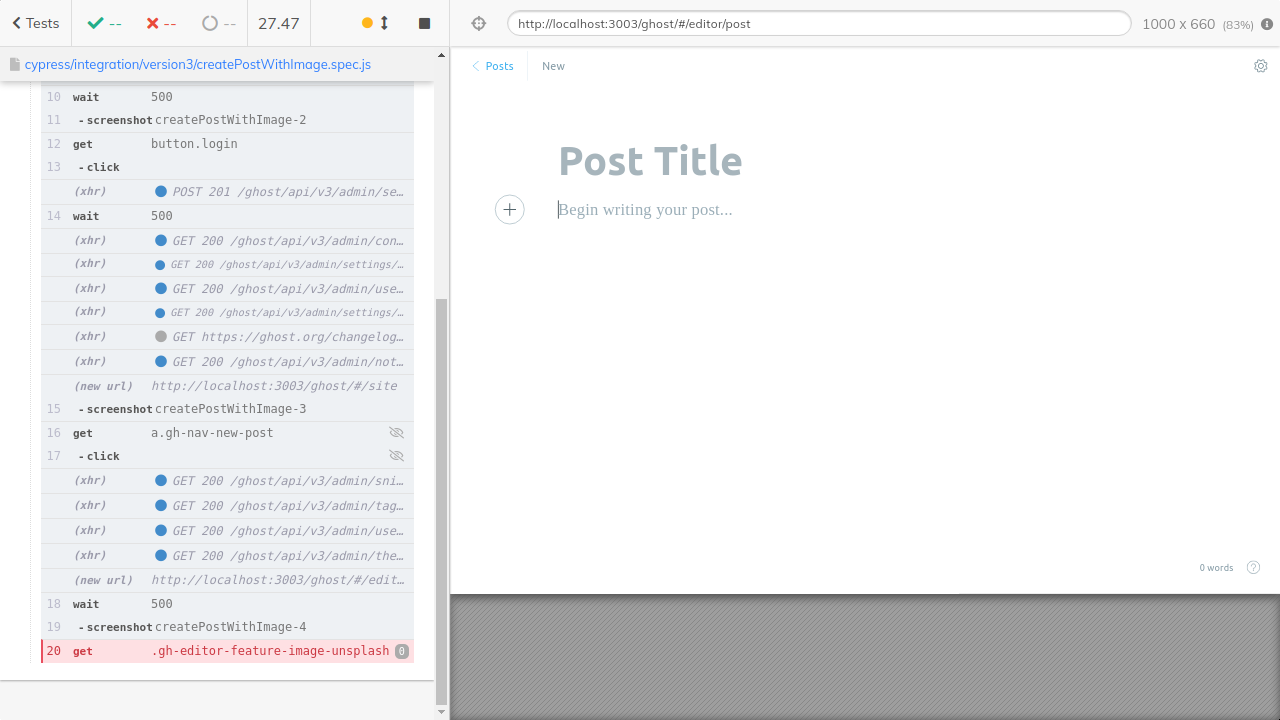 Tests -- -- -- 27.47
http://localhost:3003/ghost/#/editor/post 1000 x 660 (83%)
cypress/integration/version3/createPostWithImage.spec.js
10 wait 500
11 -screenshot createPostWithImage-2
12 get button.login
13 -click
(xhr) POST 201 /ghost/api/v3/admin/se…
14 wait 500
(xhr) GET 200 /ghost/api/v3/admin/con…
(xhr) GET 200 /ghost/api/v3/admin/settings/…
(xhr) GET 200 /ghost/api/v3/admin/use…
(xhr) GET 200 /ghost/api/v3/admin/settings/…
(xhr) GET https://ghost.org/changelog…
(xhr) GET 200 /ghost/api/v3/admin/not…
(new url) http://localhost:3003/ghost/#/site
15 -screenshot createPostWithImage-3
16 get a.gh-nav-new-post
17 -click
(xhr) GET 200 /ghost/api/v3/admin/sni…
(xhr) GET 200 /ghost/api/v3/admin/tag…
(xhr) GET 200 /ghost/api/v3/admin/use…
(xhr) GET 200 /ghost/api/v3/admin/the…
(new url) http://localhost:3003/ghost/#/edit…
18 wait 500
19 -screenshot createPostWithImage-4
20 get .gh-editor-feature-image-unsplash 0
Posts New
Post Title
Begin writing your post...
0 words ?